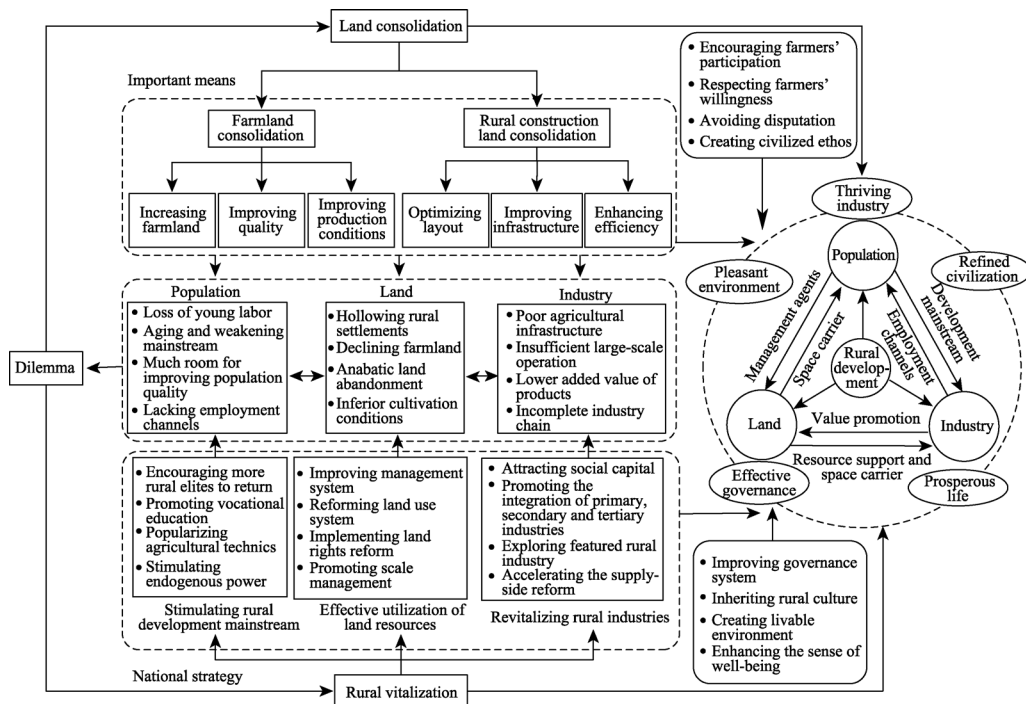 Land consolidation
Important means
Farmland
consolidation
Rural construction
land consolidation
Increasing
farmland
Improving
quality
Improving
production
conditions
Optimizing
layout
Improving
infrastructure
Enhancing
efficiency
• Encouraging farmers'
participation
• Respecting farmers'
willingness
• Avoiding disputation
• Creating civilized ethos
Dilemma
Population
• Loss of young labor
• Aging and weakening
mainstream
• Much room for
improving population
quality
• Lacking employment
channels
Land
• Hollowing rural
settlements
• Declining farmland
• Anabatic land
abandonment
• Inferior cultivation
conditions
Industry
• Poor agricultural
infrastructure
• Insufficient large-scale
operation
• Lower added value of
products
• Incomplete industry
chain
• Encouraging more
rural elites to return
• Promoting vocational
education
• Popularizing
agricultural technics
• Stimulating
endogenous power
Stimulating rural
development mainstream
• Improving management
system
• Reforming land use
system
• Implementing land
rights reform
• Promoting scale
management
Effective utilization of
land resources
• Attracting social capital
• Promoting the
integration of primary,
secondary and tertiary
industries
• Exploring featured rural
industry
• Accelerating the supply-
side reform
Revitalizing rural industries
National strategy
Rural vitalization
Thriving
industry
Pleasant
environment
Refined
civilization
Population
Management agents
Space carrier
Employment
channels
Development
mainstream
Rural
develop-
ment
Land
Value promotion
Industry
Resource support and
space carrier
Effective
governance
Prosperous
life
• Improving governance
system
• Inheriting rural culture
• Creating livable
environment
• Enhancing the sense of
well-being